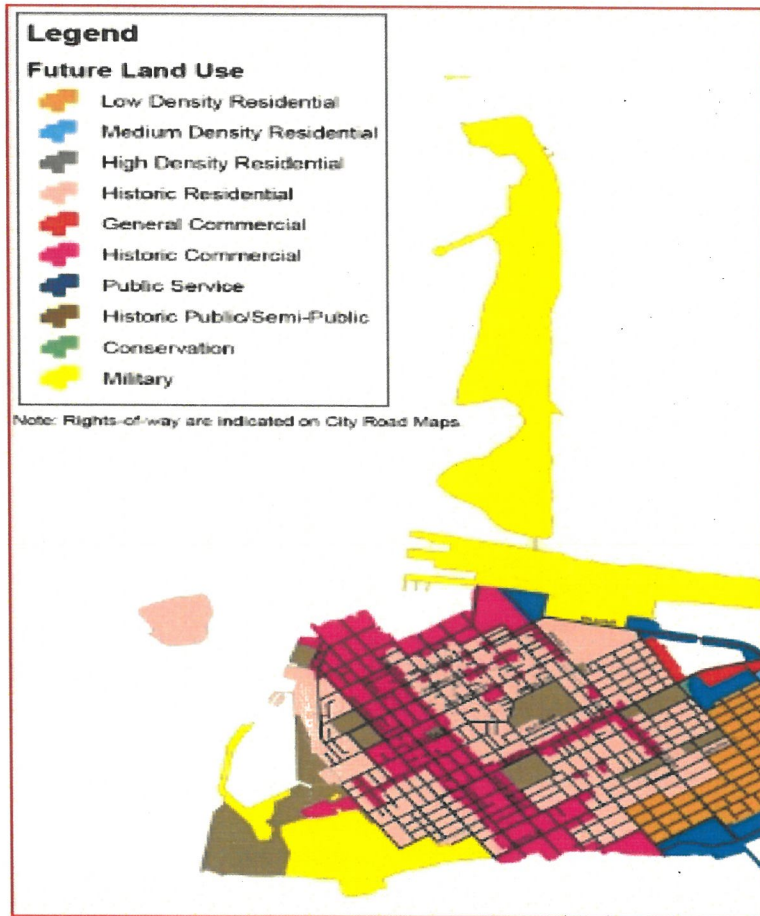 Legend
Future Land Use
Low Density Residential
Medium Density Residential
High Density Residential
Historic Residential
General Commercial
Historic Commercial
Public Service
Historic Public/Semi-Public
Conservation
Military
Note: Rights-of-way are indicated on City Road Maps.